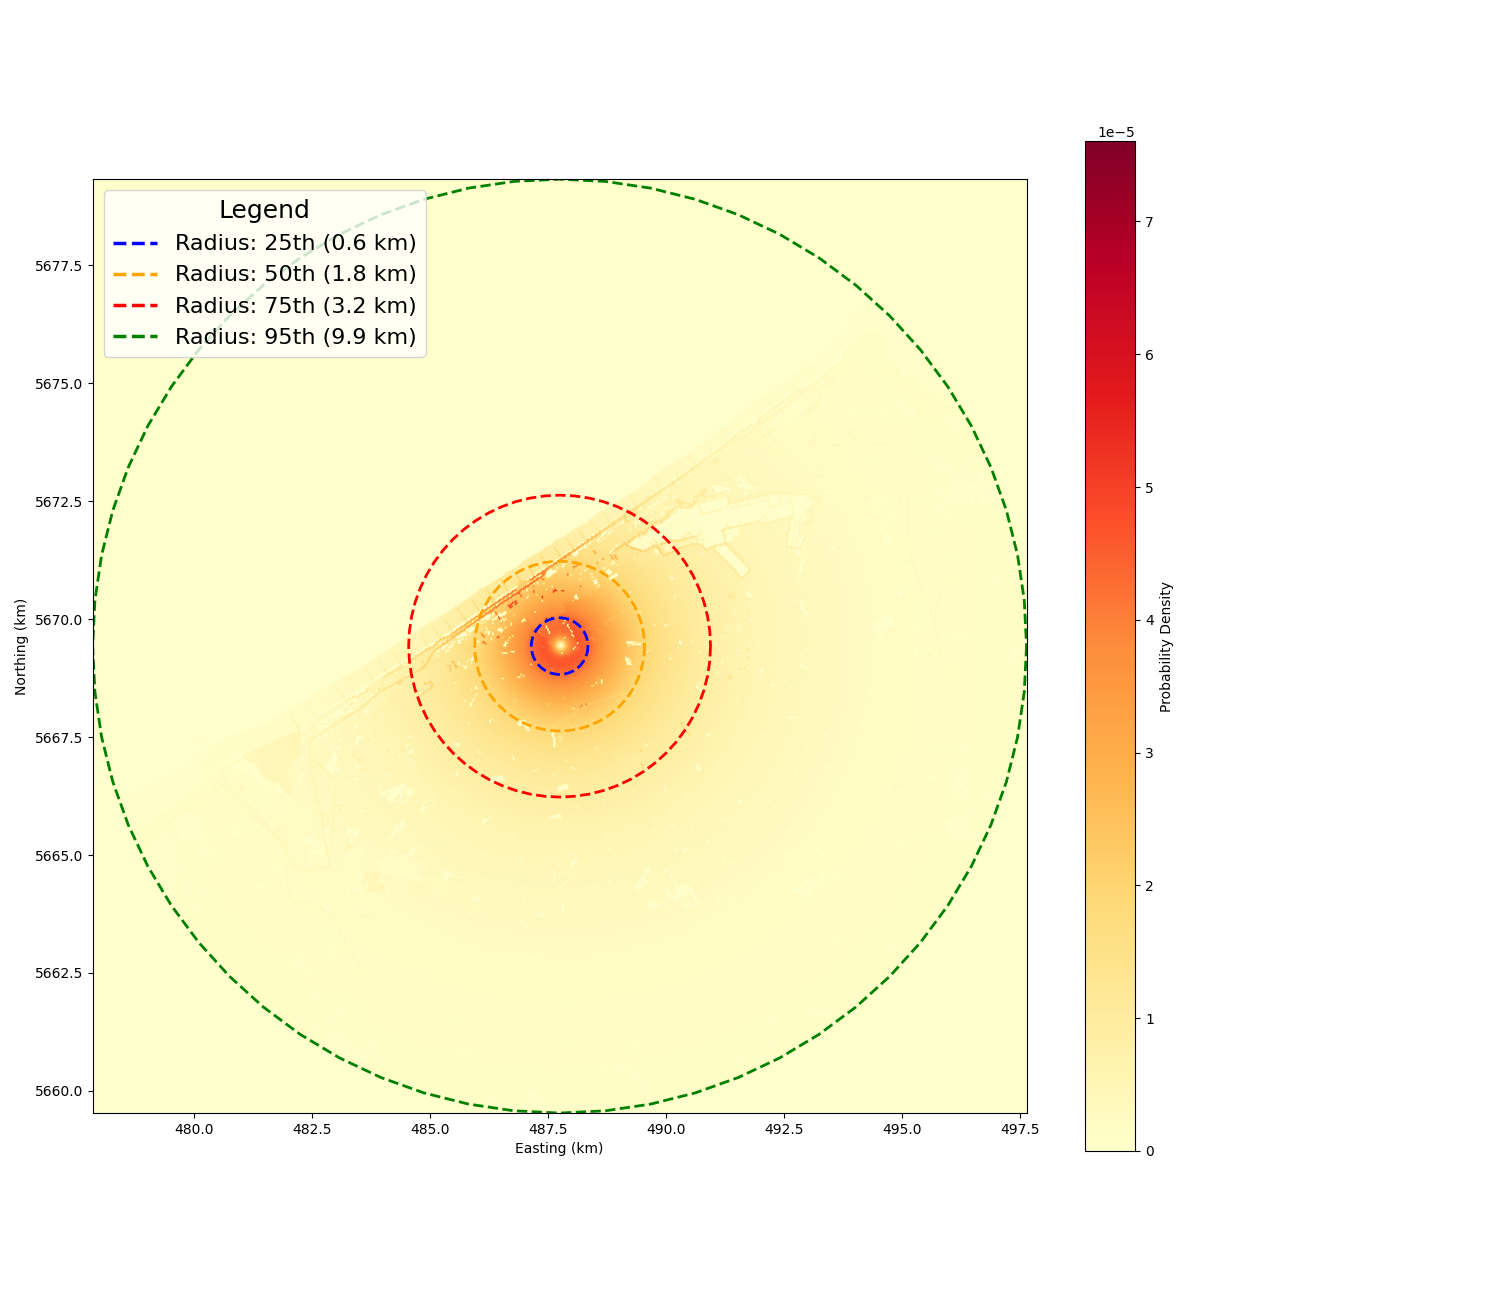 1e−5
Legend
Radius: 25th (0.6 km)
Radius: 50th (1.8 km)
Radius: 75th (3.2 km)
Radius: 95th (9.9 km)
5677.5
5675.0
5672.5
5670.0
5667.5
5665.0
5662.5
5660.0
Northing (km)
480.0 482.5 485.0 487.5 490.0 492.5 495.0 497.5
Easting (km)
7
6
5
4
3
2
1
0
Probability Density